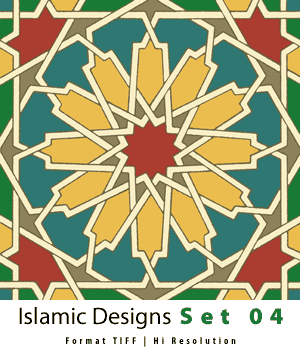 Islamic Designs Set 04
Format TIFF | Hi Resolution